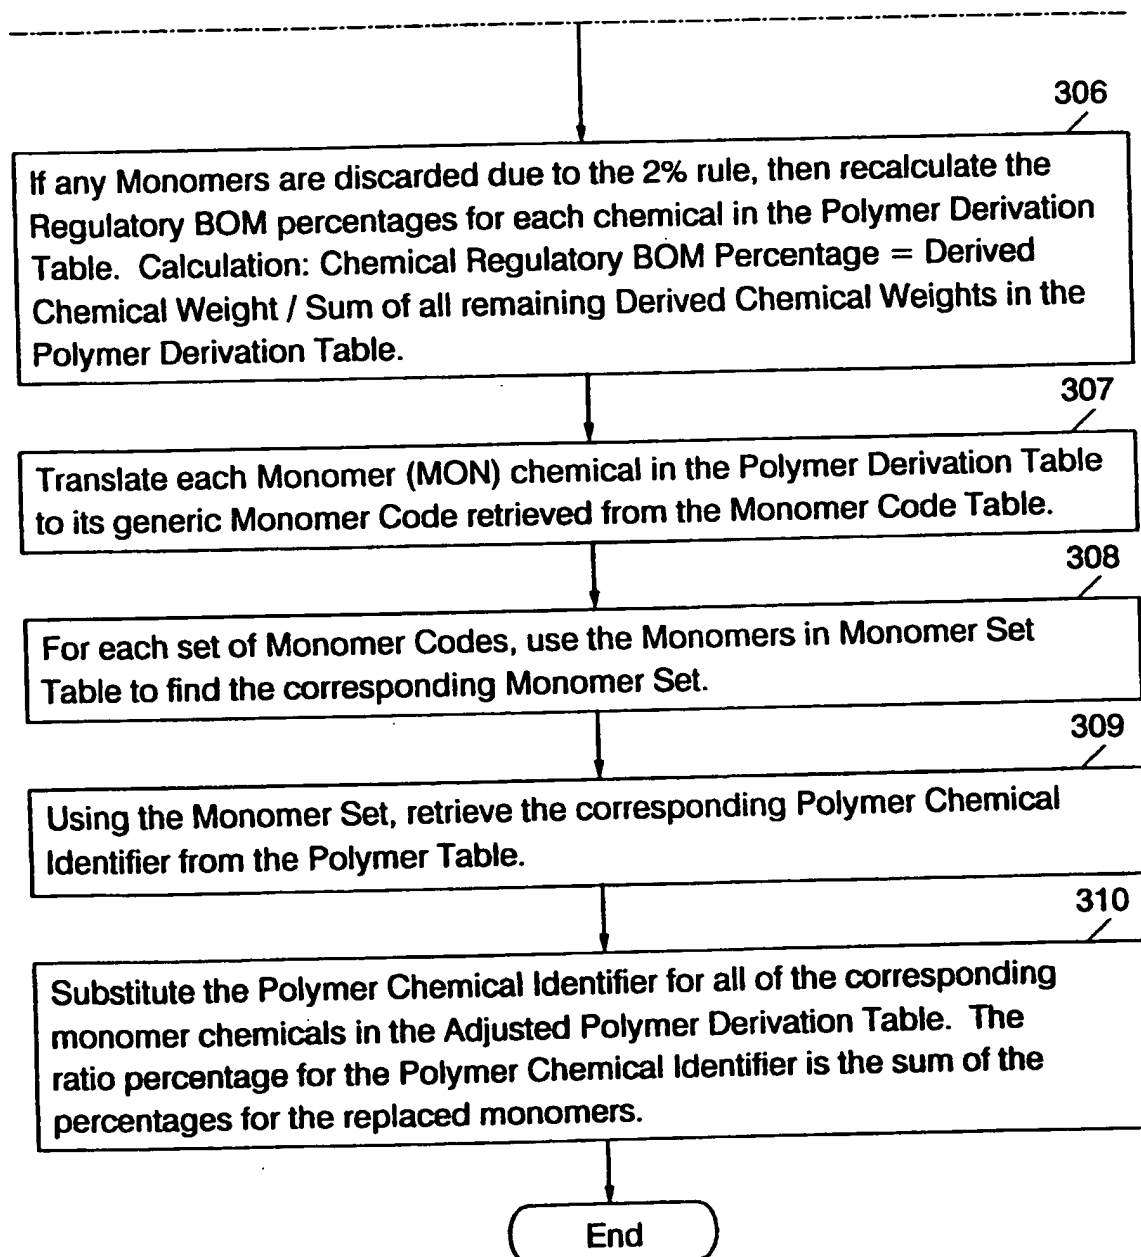 306
If any Monomers are discarded due to the 2% rule, then recalculate the
Regulatory BOM percentages for each chemical in the Polymer Derivation
Table. Calculation: Chemical Regulatory BOM Percentage = Derived
Chemical Weight / Sum of all remaining Derived Chemical Weights in the
Polymer Derivation Table.
307
Translate each Monomer (MON) chemical in the Polymer Derivation Table
to its generic Monomer Code retrieved from the Monomer Code Table.
308
For each set of Monomer Codes, use the Monomers in Monomer Set
Table to find the corresponding Monomer Set.
309
Using the Monomer Set, retrieve the corresponding Polymer Chemical
Identifier from the Polymer Table.
310
Substitute the Polymer Chemical Identifier for all of the corresponding
monomer chemicals in the Adjusted Polymer Derivation Table. The
ratio percentage for the Polymer Chemical Identifier is the sum of the
percentages for the replaced monomers.
End